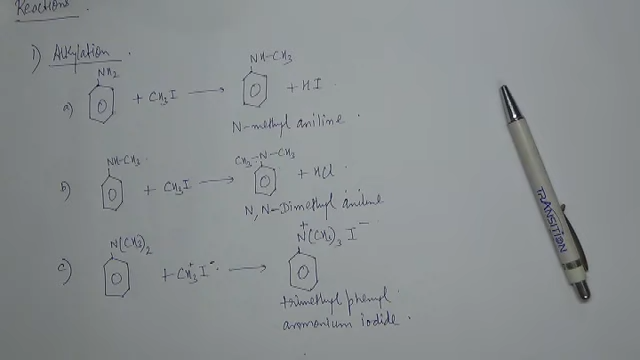 Reactions
1) Alkylation.
a) NH2 + CH3I → NH-CH3 + HI
N-methyl aniline.
b) NH-CH3 + CH3I → CH3-N-CH3 + HCl
N, N-Dimethyl aniline
c) N(CH3)2 + CH3+I- → N+(CH3)3 I-
trimethyl phenyl
ammonium iodide.
TRANSITION